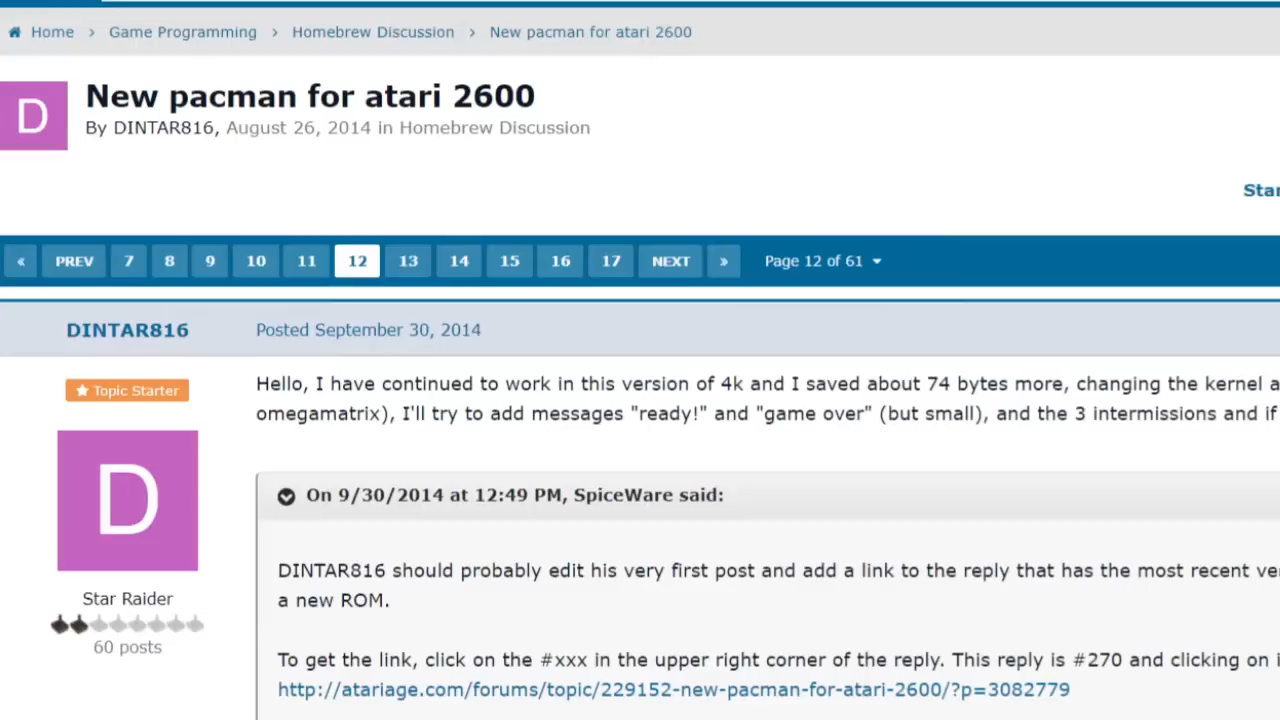 Home > Game Programming > Homebrew Discussion > New pacman for atari 2600
D
New pacman for atari 2600
By DINTAR816, August 26, 2014 in Homebrew Discussion
« PREV 7 8 9 10 11 12 13 14 15 16 17 NEXT » Page 12 of 61
DINTAR816
Posted September 30, 2014
Topic Starter
Hello, I have continued to work in this version of 4k and I saved about 74 bytes more, changing the kernel
omegamatrix), I'll try to add messages "ready!" and "game over" (but small), and the 3 intermissions and if
D
On 9/30/2014 at 12:49 PM, SpiceWare said:
DINTAR816 should probably edit his very first post and add a link to the reply that has the most recent
a new ROM.
Star Raider
60 posts
To get the link, click on the #xxx in the upper right corner of the reply. This reply is #270 and clicking on
http://atariage.com/forums/topic/229152-new-pacman-for-atari-2600/?p=3082779